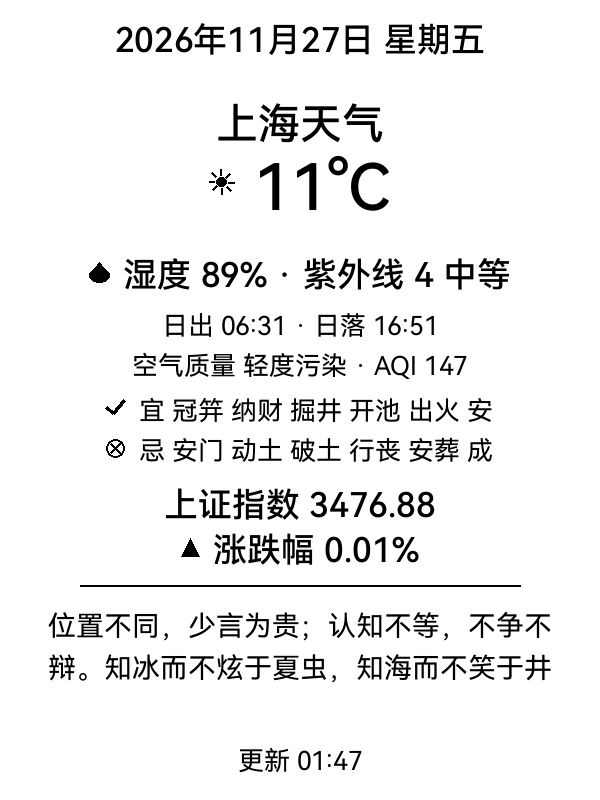 2026年11月27日 星期五
上海天气
11°C
湿度 89% · 紫外线 4 中等
日出 06:31 · 日落 16:51
空气质量 轻度污染 · AQI 147
宜 冠笄 纳财 掘井 开池 出火 安
忌 安门 动土 破土 行丧 安葬 成
上证指数 3476.88
▲ 涨跌幅 0.01%
位置不同，少言为贵；认知不等，不争不
辩。知冰而不炫于夏虫，知海而不笑于井
更新 01:47